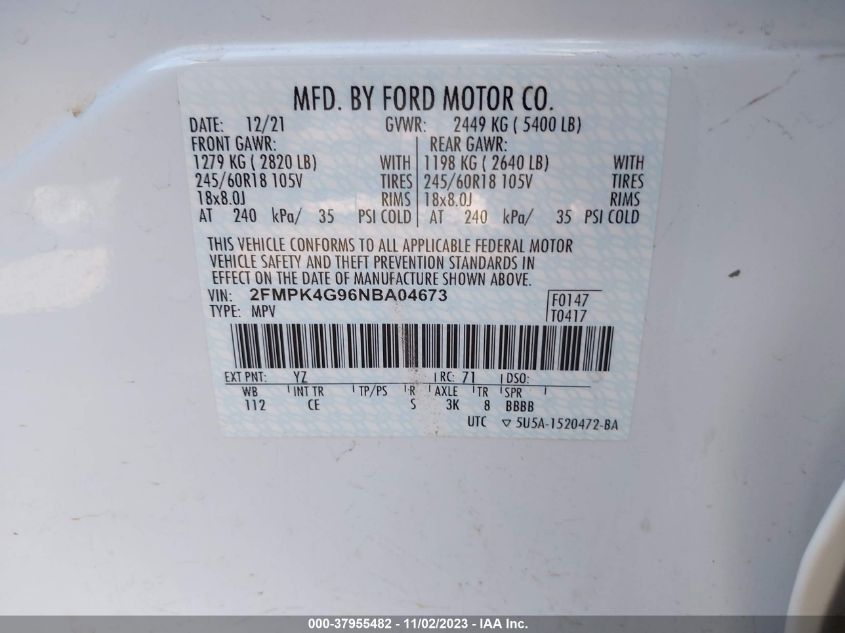 MFD. BY FORD MOTOR CO.
DATE: 12/21 GVWR: 2449 KG ( 5400 LB)
FRONT GAWR: REAR GAWR:
1279 KG ( 2820 LB) WITH 1198 KG ( 2640 LB) WITH
245/60R18 105V TIRES 245/60R18 105V TIRES
18x8.0J RIMS 18x8.0J RIMS
AT 240 kPa/ 35 PSI COLD AT 240 kPa/ 35 PSI COLD
THIS VEHICLE CONFORMS TO ALL APPLICABLE FEDERAL MOTOR
VEHICLE SAFETY AND THEFT PREVENTION STANDARDS IN
EFFECT ON THE DATE OF MANUFACTURE SHOWN ABOVE.
VIN: 2FMPK4G96NBA04673 F0147
TYPE: MPV T0417
EXT PNT: YZ RC: 71 DSO:
WB INT TR TP/PS R AXLE TR SPR
112 CE S 3K 8 BBBB
UTC ▽ 5U5A-1520472-BA
000-37955482 - 11/02/2023 - IAA Inc.